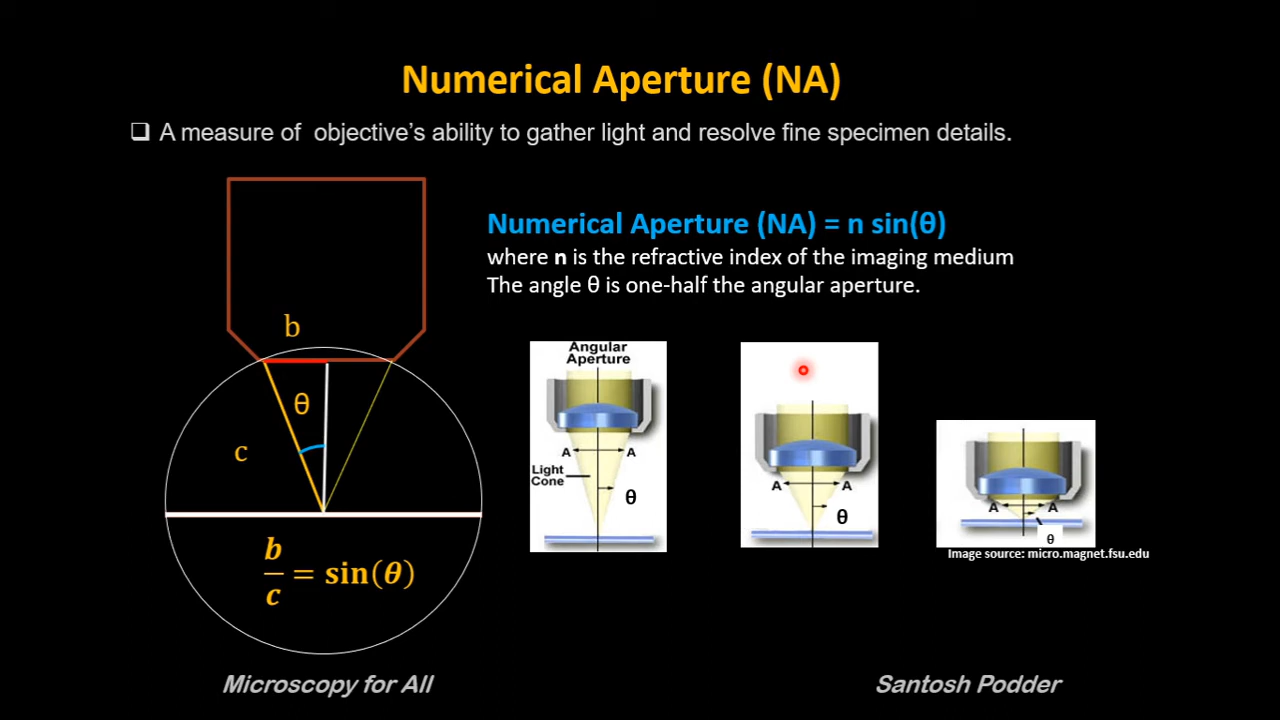 Numerical Aperture (NA)
❑ A measure of objective's ability to gather light and resolve fine specimen details.
Numerical Aperture (NA) = n sin(θ)
where n is the refractive index of the imaging medium
The angle θ is one-half the angular aperture.
b
θ
c
b/c = sin(θ)
Angular
Aperture
A A
Light
Cone
θ
A A
θ
A A
θ
Image source: micro.magnet.fsu.edu
Microscopy for All
Santosh Podder